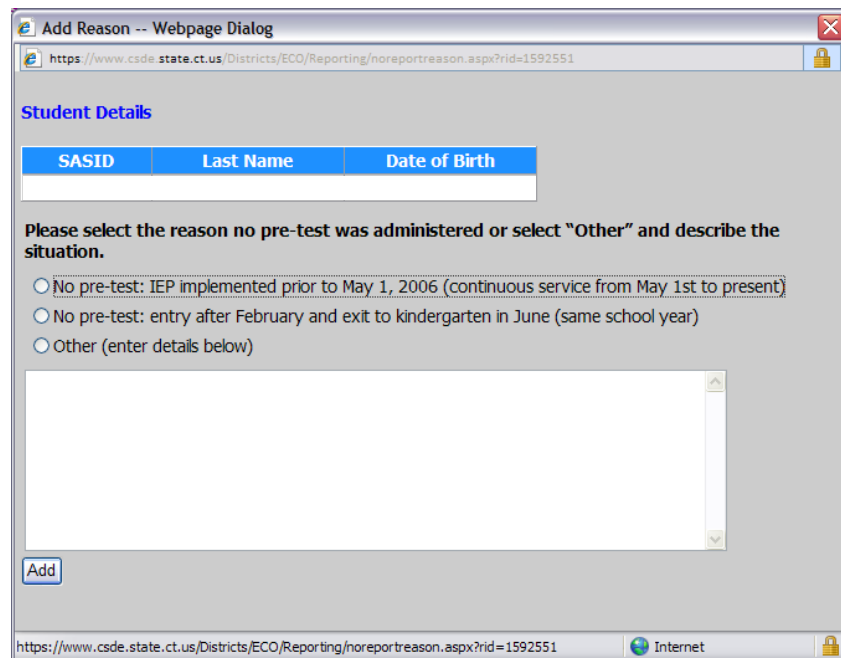 Add Reason -- Webpage Dialog
https://www.csde.state.ct.us/Districts/ECO/Reporting/noreportreason.aspx?rid=1592551
Student Details
SASID Last Name Date of Birth
Please select the reason no pre-test was administered or select “Other” and describe the
situation.
No pre-test: IEP implemented prior to May 1, 2006 (continuous service from May 1st to present)
No pre-test: entry after February and exit to kindergarten in June (same school year)
Other (enter details below)
Add
https://www.csde.state.ct.us/Districts/ECO/Reporting/noreportreason.aspx?rid=1592551 Internet